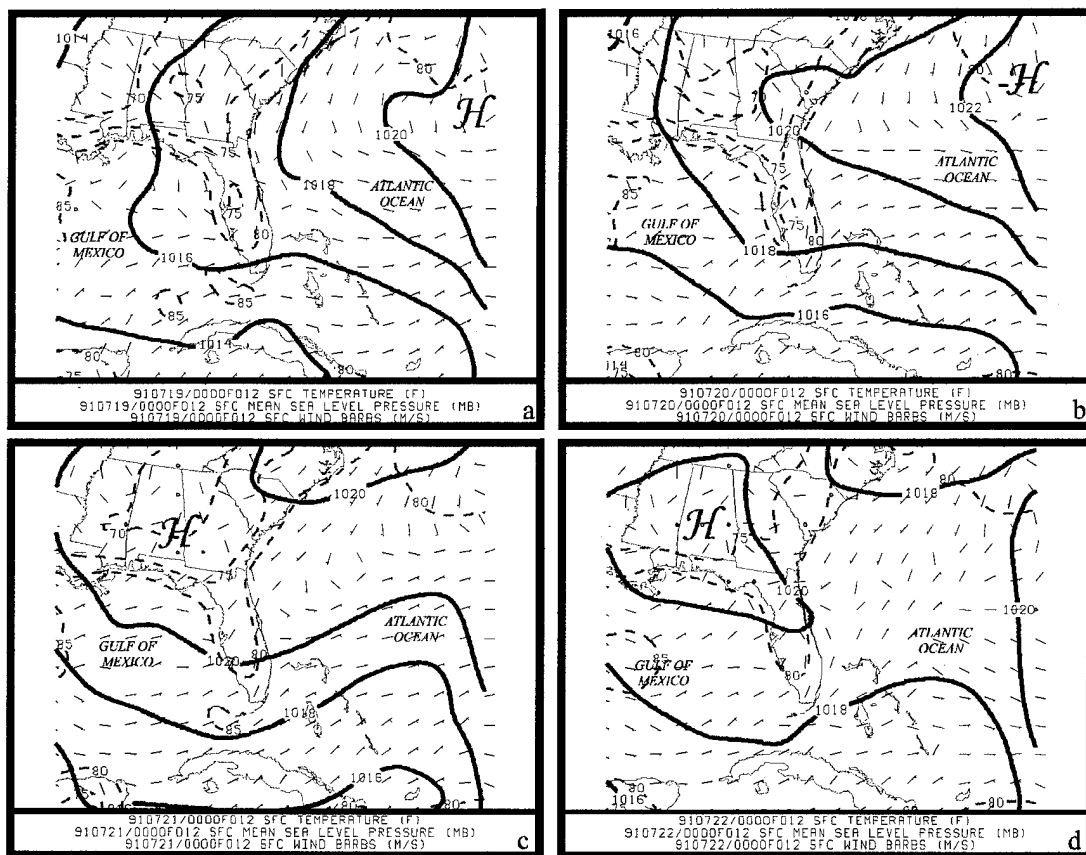 1014
70
75
80
H
1020
75
1018
ATLANTIC
OCEAN
85
75
GULF OF
MEXICO
80
1016
85
85
1014
80
75
80
910719/0000F012 SFC TEMPERATURE (F)
910719/0000F012 SFC MEAN SEA LEVEL PRESSURE (MB)
910719/0000F012 SFC WIND BARBS (M/S)
a
1016
80
H
70
1022
1020
75
ATLANTIC
OCEAN
85
75
GULF OF
MEXICO
80
1018
1016
80
80
910720/0000F012 SFC TEMPERATURE (F)
910720/0000F012 SFC MEAN SEA LEVEL PRESSURE (MB)
910720/0000F012 SFC WIND BARBS (M/S)
b
1020
80
H
70
75
ATLANTIC
OCEAN
85
GULF OF
MEXICO
1020
80
1018
85
80
1016
80
80
910721/0000F012 SFC TEMPERATURE (F)
910721/0000F012 SFC MEAN SEA LEVEL PRESSURE (MB)
910721/0000F012 SFC WIND BARBS (M/S)
c
1018
80
H
75
1020
1020
ATLANTIC
OCEAN
85
GULF OF
MEXICO
80
1018
80
1016
80
910722/0000F012 SFC TEMPERATURE (F)
910722/0000F012 SFC MEAN SEA LEVEL PRESSURE (MB)
910722/0000F012 SFC WIND BARBS (M/S)
d